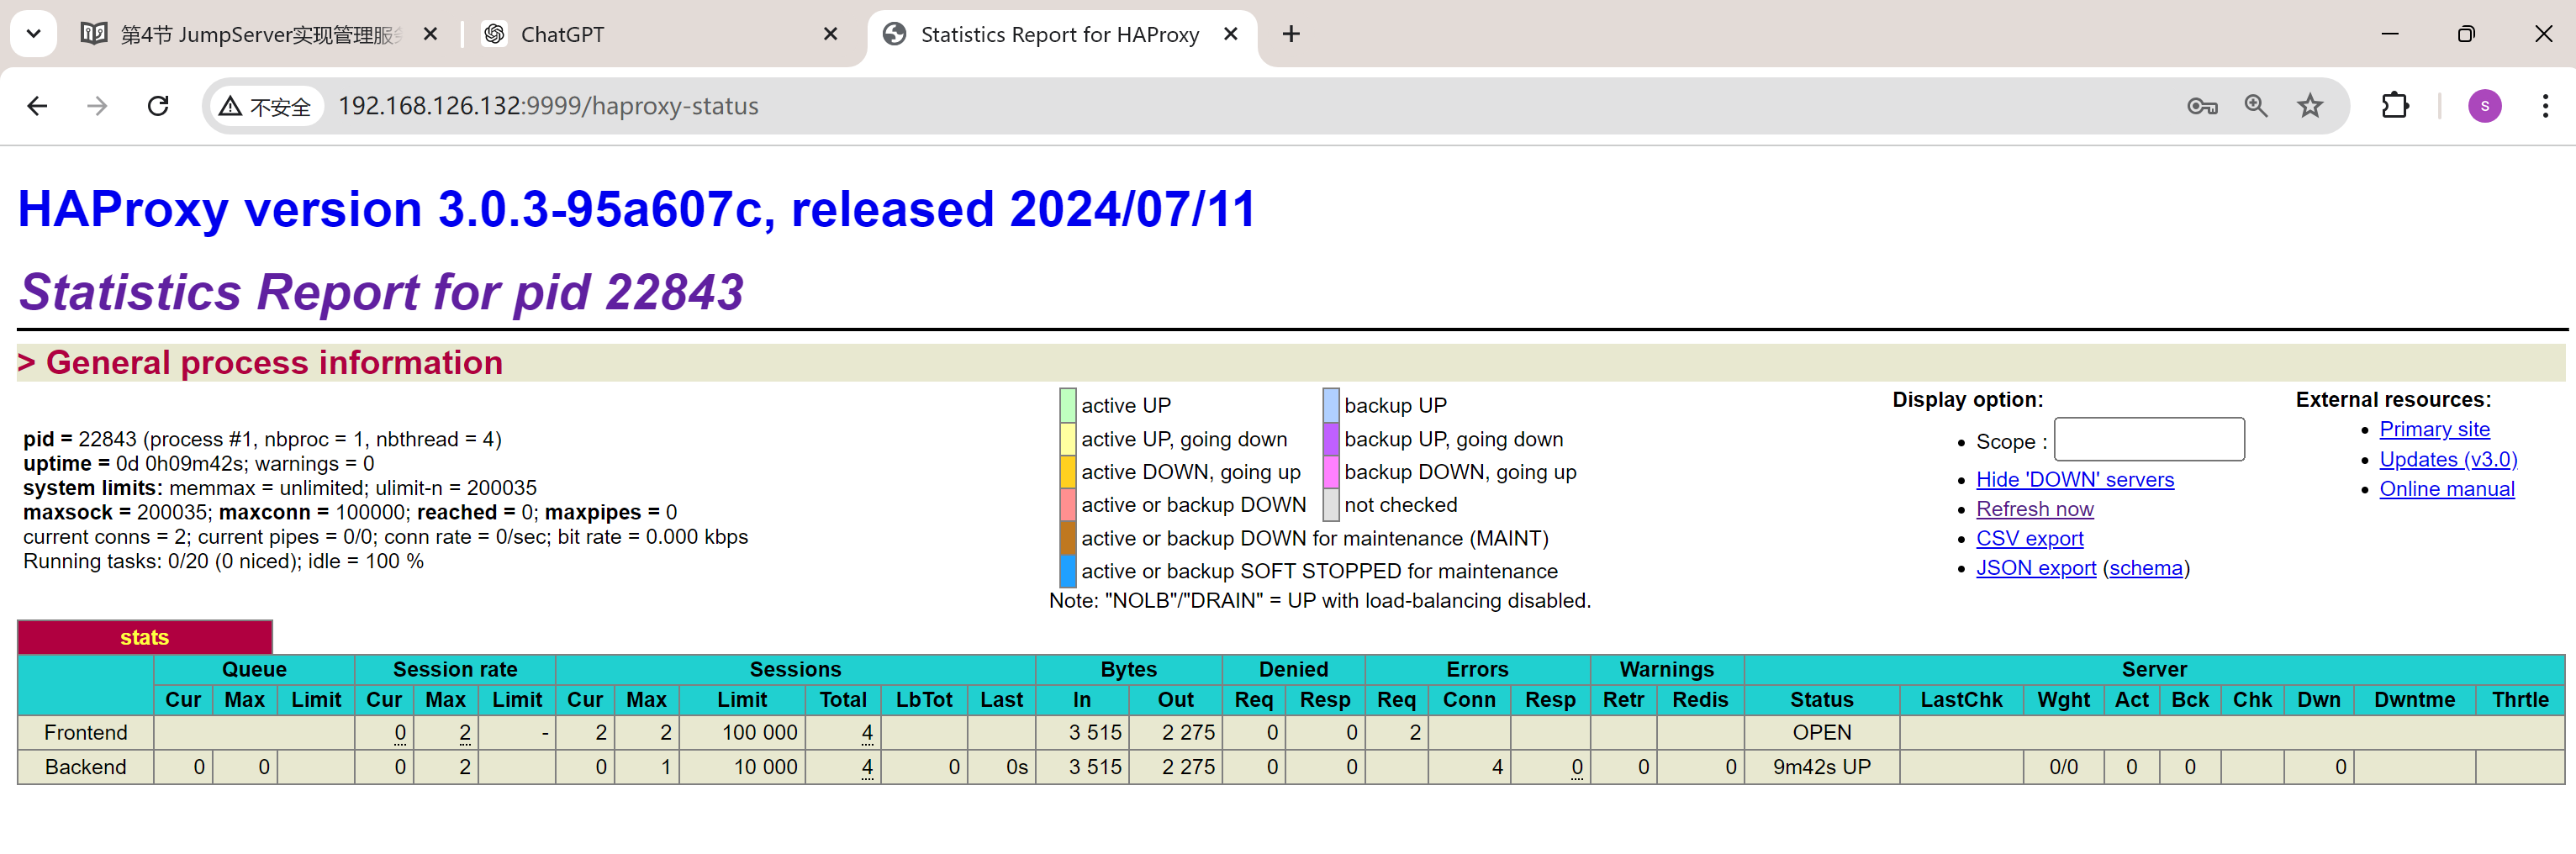 第4节 JumpServer实现管理服
ChatGPT
Statistics Report for HAProxy
不安全
192.168.126.132:9999/haproxy-status
s
HAProxy version 3.0.3-95a607c, released 2024/07/11
Statistics Report for pid 22843
> General process information
pid = 22843 (process #1, nbproc = 1, nbthread = 4)
uptime = 0d 0h09m42s; warnings = 0
system limits: memmax = unlimited; ulimit-n = 200035
maxsock = 200035; maxconn = 100000; reached = 0; maxpipes = 0
current conns = 2; current pipes = 0/0; conn rate = 0/sec; bit rate = 0.000 kbps
Running tasks: 0/20 (0 niced); idle = 100 %
active UP backup UP
active UP, going down backup UP, going down
active DOWN, going up backup DOWN, going up
active or backup DOWN not checked
active or backup DOWN for maintenance (MAINT)
active or backup SOFT STOPPED for maintenance
Note: "NOLB"/"DRAIN" = UP with load-balancing disabled.
Display option:
Scope :
Hide 'DOWN' servers
Refresh now
CSV export
JSON export (schema)
External resources:
Primary site
Updates (v3.0)
Online manual
stats
Queue Session rate Sessions Bytes Denied Errors Warnings Server
Cur Max Limit Cur Max Limit Cur Max Limit Total LbTot Last In Out Req Resp Req Conn Resp Retr Redis Status LastChk Wght Act Bck Chk Dwn Dwntme Thrtle
Frontend 0 2 - 2 2 100 000 4 3 515 2 275 0 0 2 OPEN
Backend 0 0 0 2 0 1 10 000 4 0 0s 3 515 2 275 0 0 4 0 0 0 9m42s UP 0/0 0 0 0